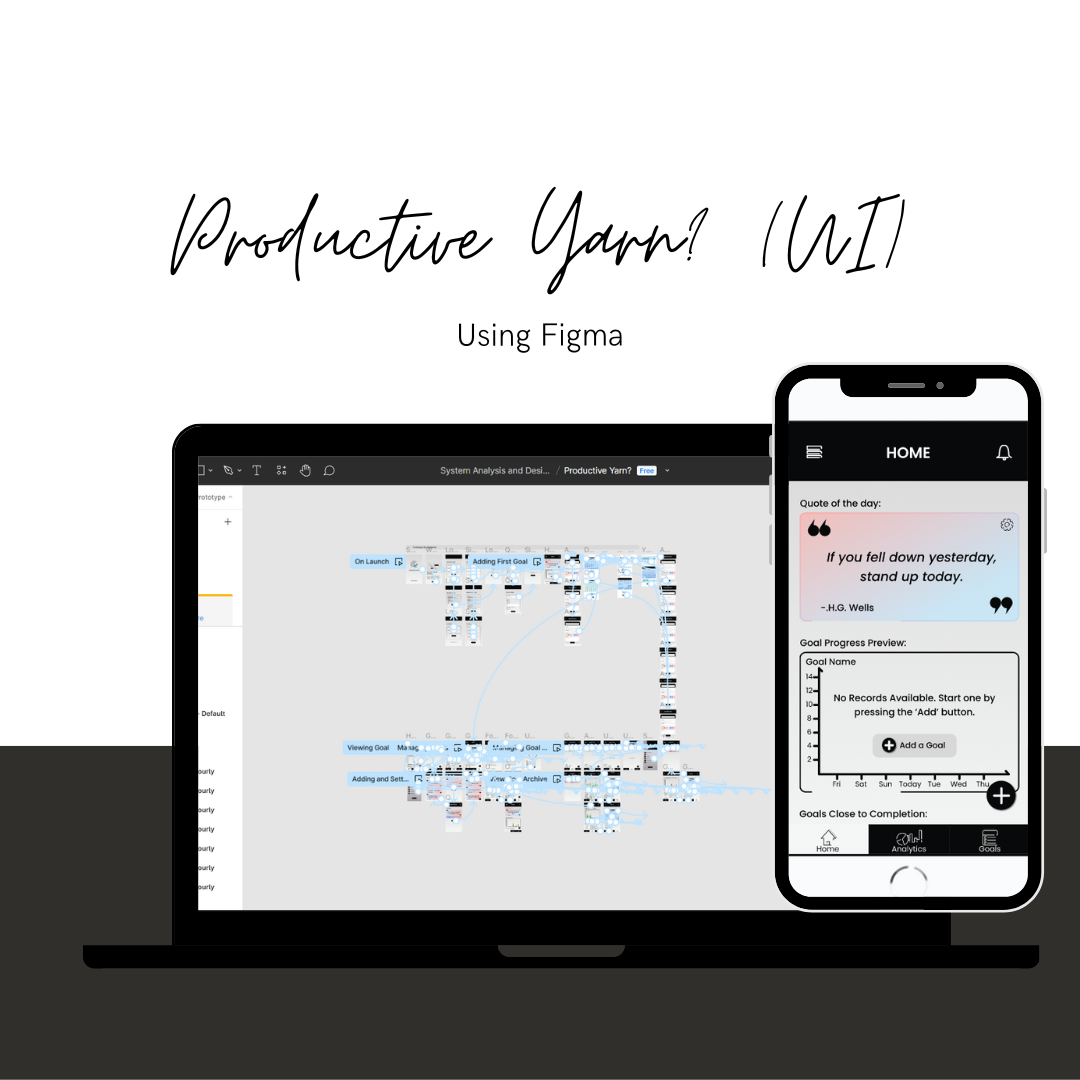 Productive Yarn? (UI)
Using Figma
System Analysis and Desi... / Productive Yarn? Free
rototype
+
Default
ourly
ourly
ourly
ourly
ourly
ourly
ourly
On Launch
Adding First Goal
Viewing Goal
Adding and Sett...
Archive
HOME
Quote of the day:
If you fell down yesterday,
stand up today.
-.H.G. Wells
Goal Progress Preview:
Goal Name
14
12
10
8
6
4
2
No Records Available. Start one by
pressing the ‘Add’ button.
Add a Goal
Fri Sat Sun Today Tue Wed Thu
Goals Close to Completion:
Home Analytics Goals